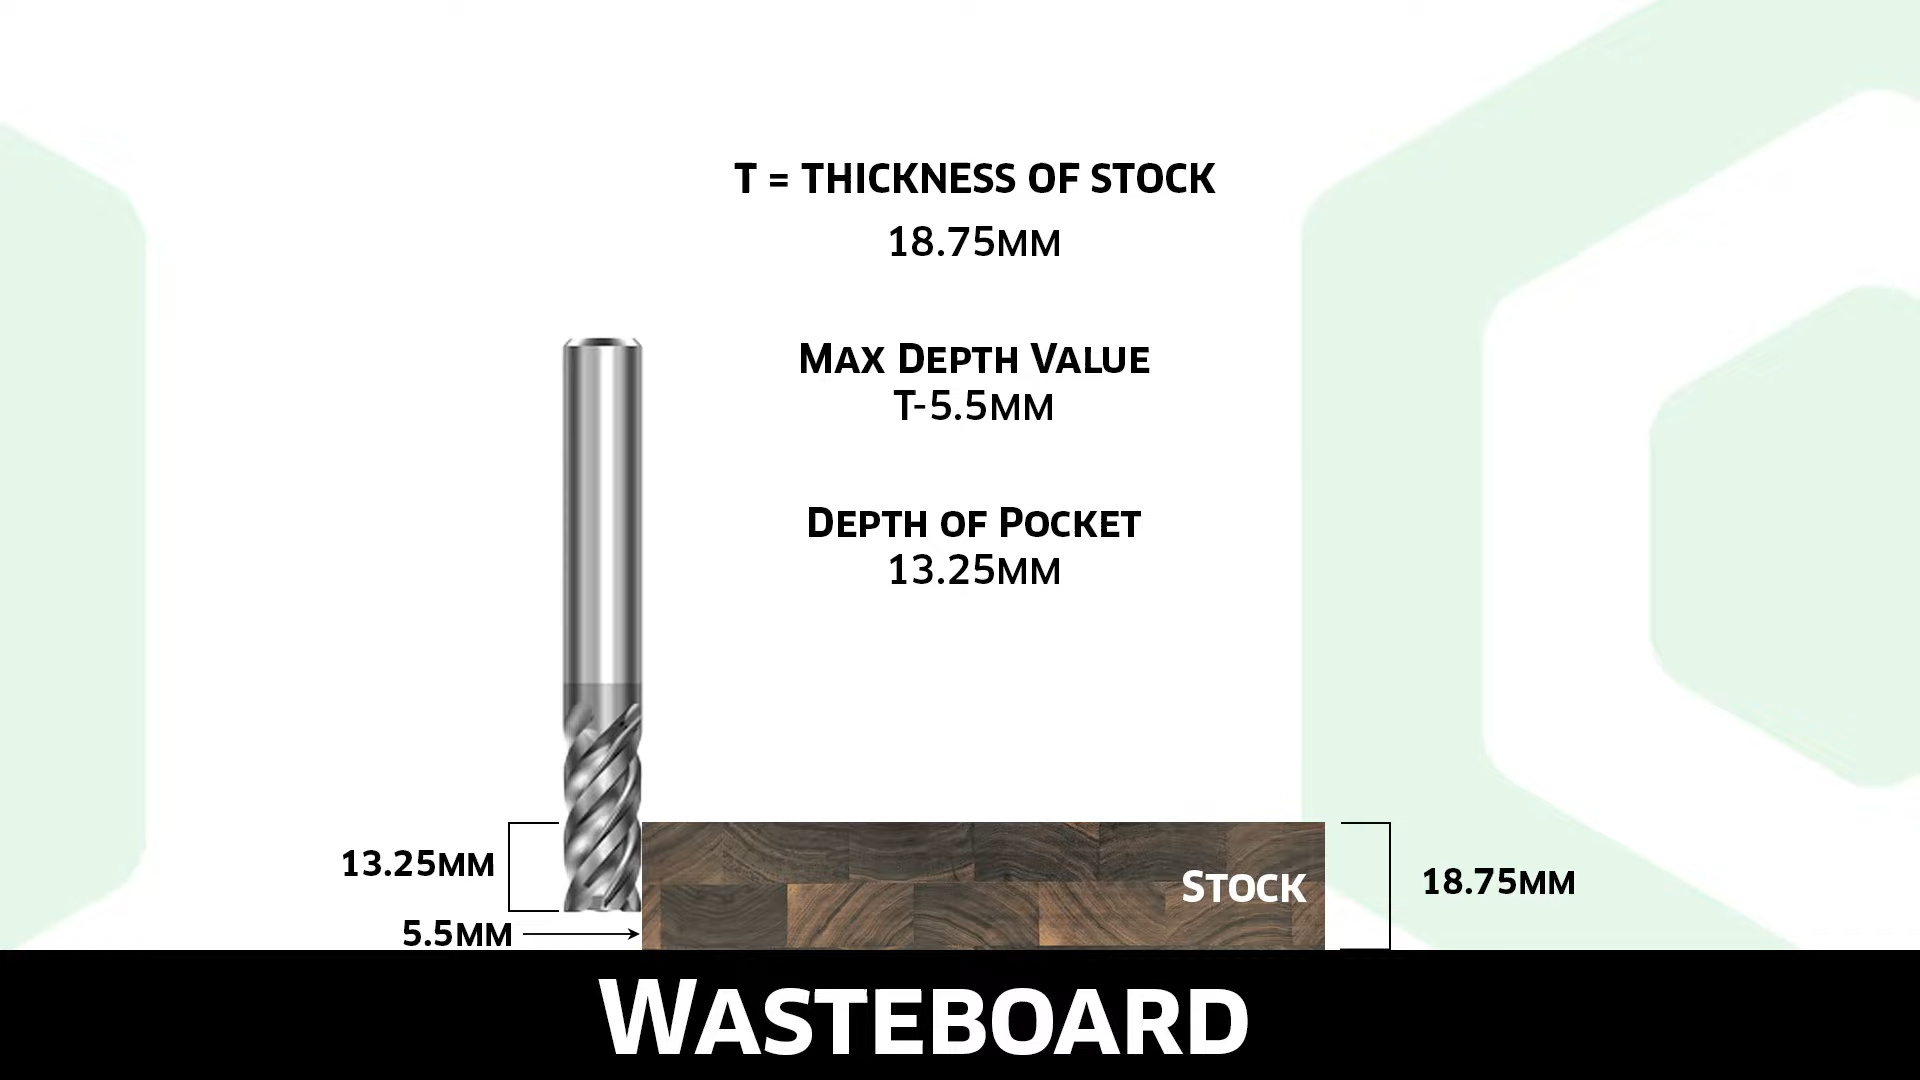 T = THICKNESS OF STOCK
18.75MM
MAX DEPTH VALUE
T-5.5MM
DEPTH OF POCKET
13.25MM
13.25MM
STOCK
18.75MM
5.5MM
WASTEBOARD